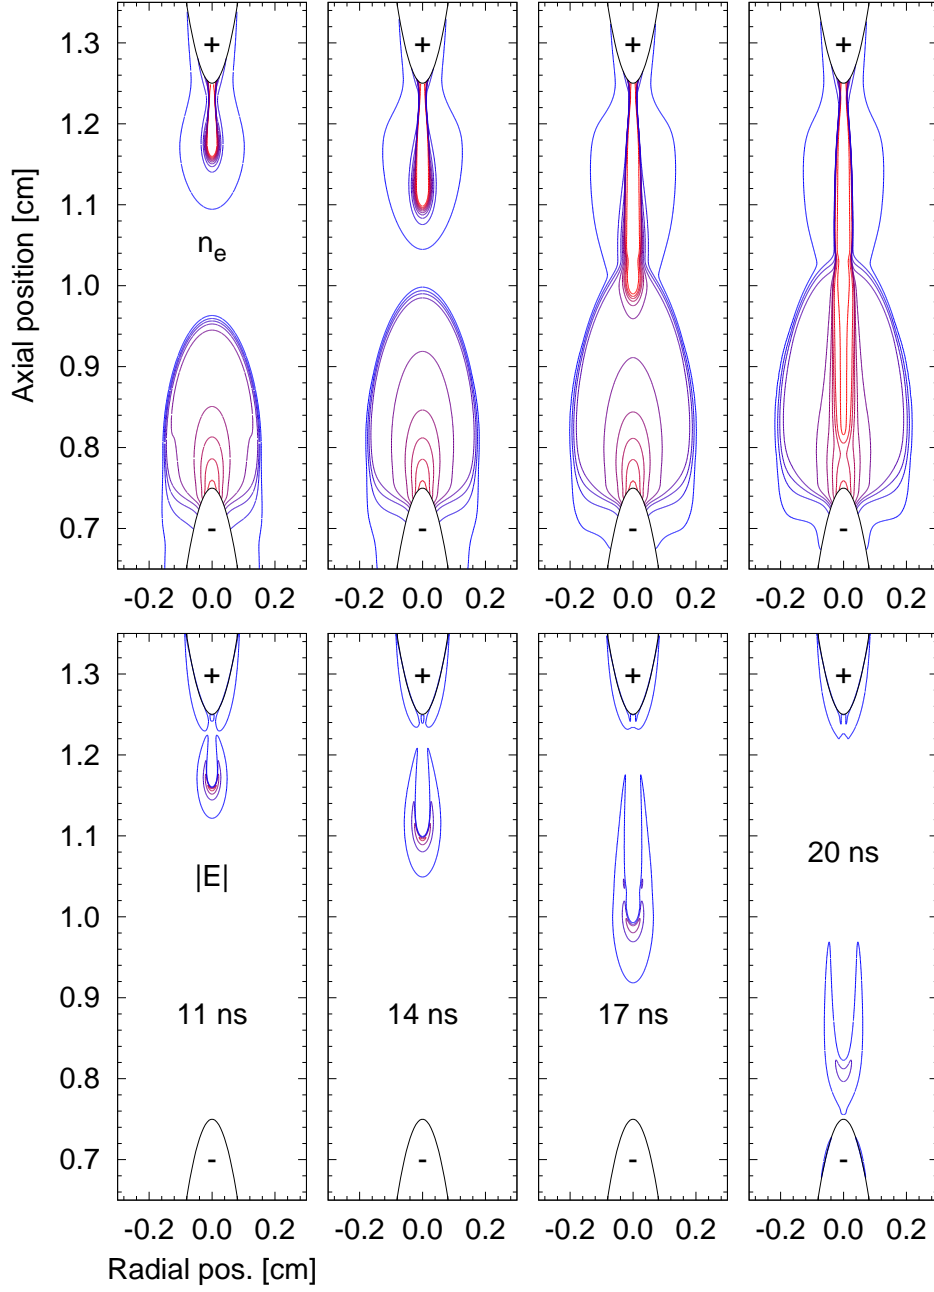 Axial position [cm]
1.3
1.2
1.1
1.0
0.9
0.8
0.7
+ + + +
n_e
- - - -
-0.2 0.0 0.2 -0.2 0.0 0.2 -0.2 0.0 0.2 -0.2 0.0 0.2
1.3
1.2
1.1
1.0
0.9
0.8
0.7
+ + + +
20 ns
|E|
11 ns 14 ns 17 ns
- - - -
-0.2 0.0 0.2 -0.2 0.0 0.2 -0.2 0.0 0.2 -0.2 0.0 0.2
Radial pos. [cm]